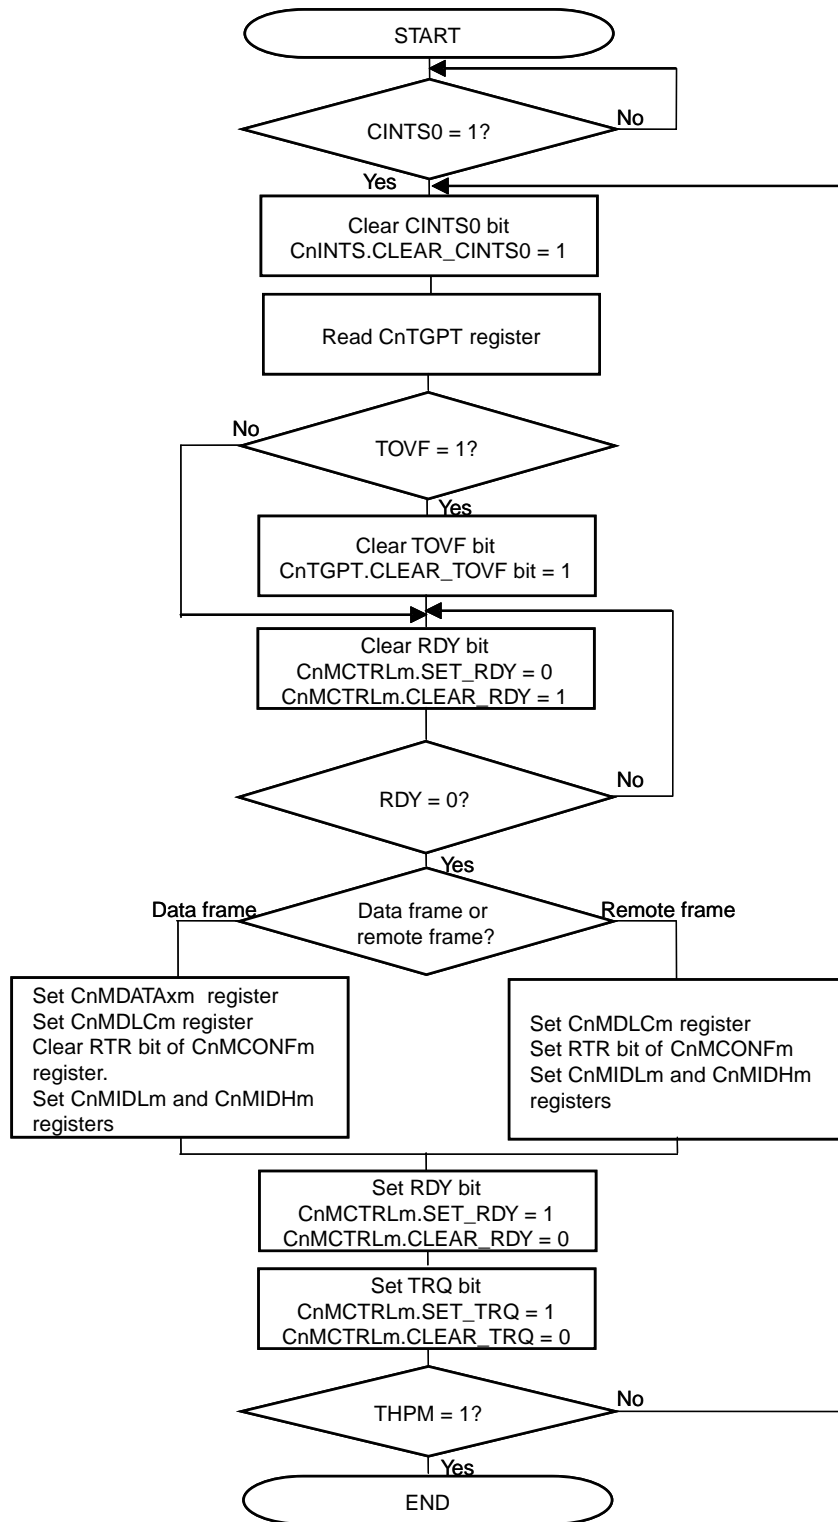 START
CINTS0 = 1?
No
Yes
Clear CINTS0 bit
CnINTS.CLEAR_CINTS0 = 1
Read CnTGPT register
No
TOVF = 1?
Yes
Clear TOVF bit
CnTGPT.CLEAR_TOVF bit = 1
Clear RDY bit
CnMCTRLm.SET_RDY = 0
CnMCTRLm.CLEAR_RDY = 1
RDY = 0?
No
Yes
Data frame
Data frame or
remote frame?
Remote frame
Set CnMDATAxm register
Set CnMDLCm register
Clear RTR bit of CnMCONFm
register.
Set CnMIDLm and CnMIDHm
registers
Set CnMDLCm register
Set RTR bit of CnMCONFm
Set CnMIDLm and CnMIDHm
registers
Set RDY bit
CnMCTRLm.SET_RDY = 1
CnMCTRLm.CLEAR_RDY = 0
Set TRQ bit
CnMCTRLm.SET_TRQ = 1
CnMCTRLm.CLEAR_TRQ = 0
THPM = 1?
No
Yes
END